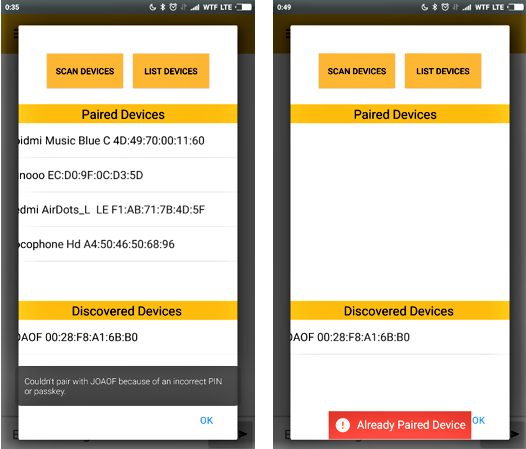 0:35
WTF LTE
SCAN DEVICES
LIST DEVICES
Paired Devices
idmi Music Blue C 4D:49:70:00:11:60
nooo EC:D0:9F:0C:D3:5D
edmi AirDots_L LE F1:AB:71:7B:4D:5F
ocophone Hd A4:50:46:50:68:96
Discovered Devices
OAOF 00:28:F8:A1:6B:B0
Couldn't pair with JOAOF because of an incorrect PIN
or passkey.
OK
0:49
WTF LTE
SCAN DEVICES
LIST DEVICES
Paired Devices
Discovered Devices
OAOF 00:28:F8:A1:6B:B0
Already Paired Device
OK